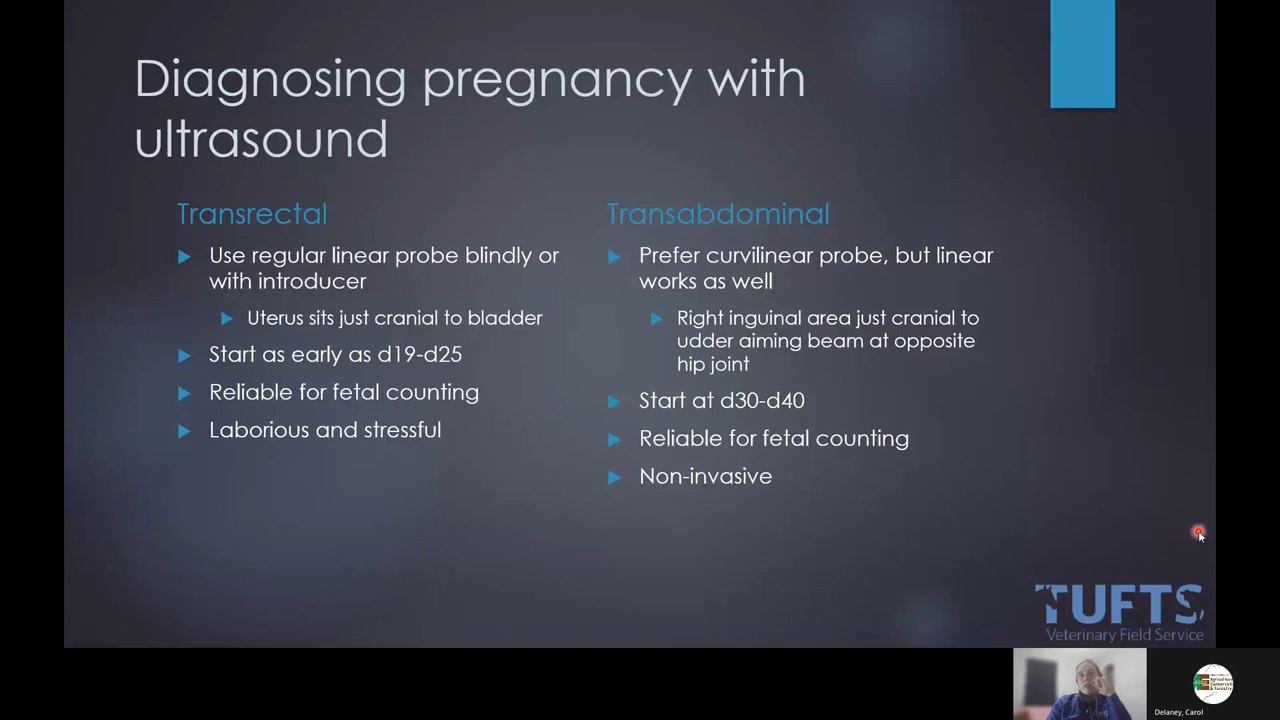 Diagnosing pregnancy with
ultrasound
Transrectal
Use regular linear probe blindly or
with introducer
Uterus sits just cranial to bladder
Start as early as d19-d25
Reliable for fetal counting
Laborious and stressful
Transabdominal
Prefer curvilinear probe, but linear
works as well
Right inguinal area just cranial to
udder aiming beam at opposite
hip joint
Start at d30-d40
Reliable for fetal counting
Non-invasive
TUFTS
Veterinary Field Service
Delaney, Carol